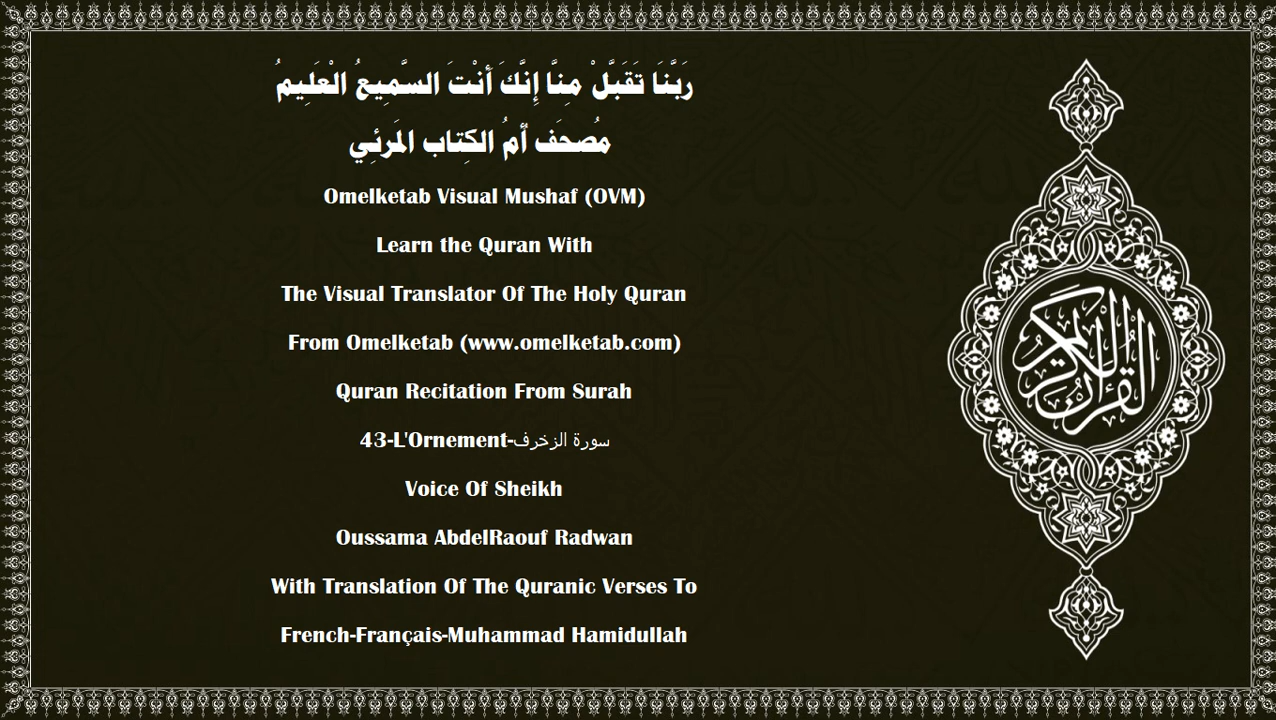 رَبَّنَا تَقَبَّلْ مِنَّا إِنَّكَ أَنْتَ السَّمِيعُ الْعَلِيمُ
مُصحَف أمُ الكِتاب المَرئِي
Omelketab Visual Mushaf (OVM)
Learn the Quran With
The Visual Translator Of The Holy Quran
From Omelketab (www.omelketab.com)
Quran Recitation From Surah
43-L'Ornement-سورة الزخرف
Voice Of Sheikh
Oussama AbdelRaouf Radwan
With Translation Of The Quranic Verses To
French-Français-Muhammad Hamidullah
القرآن الكريم